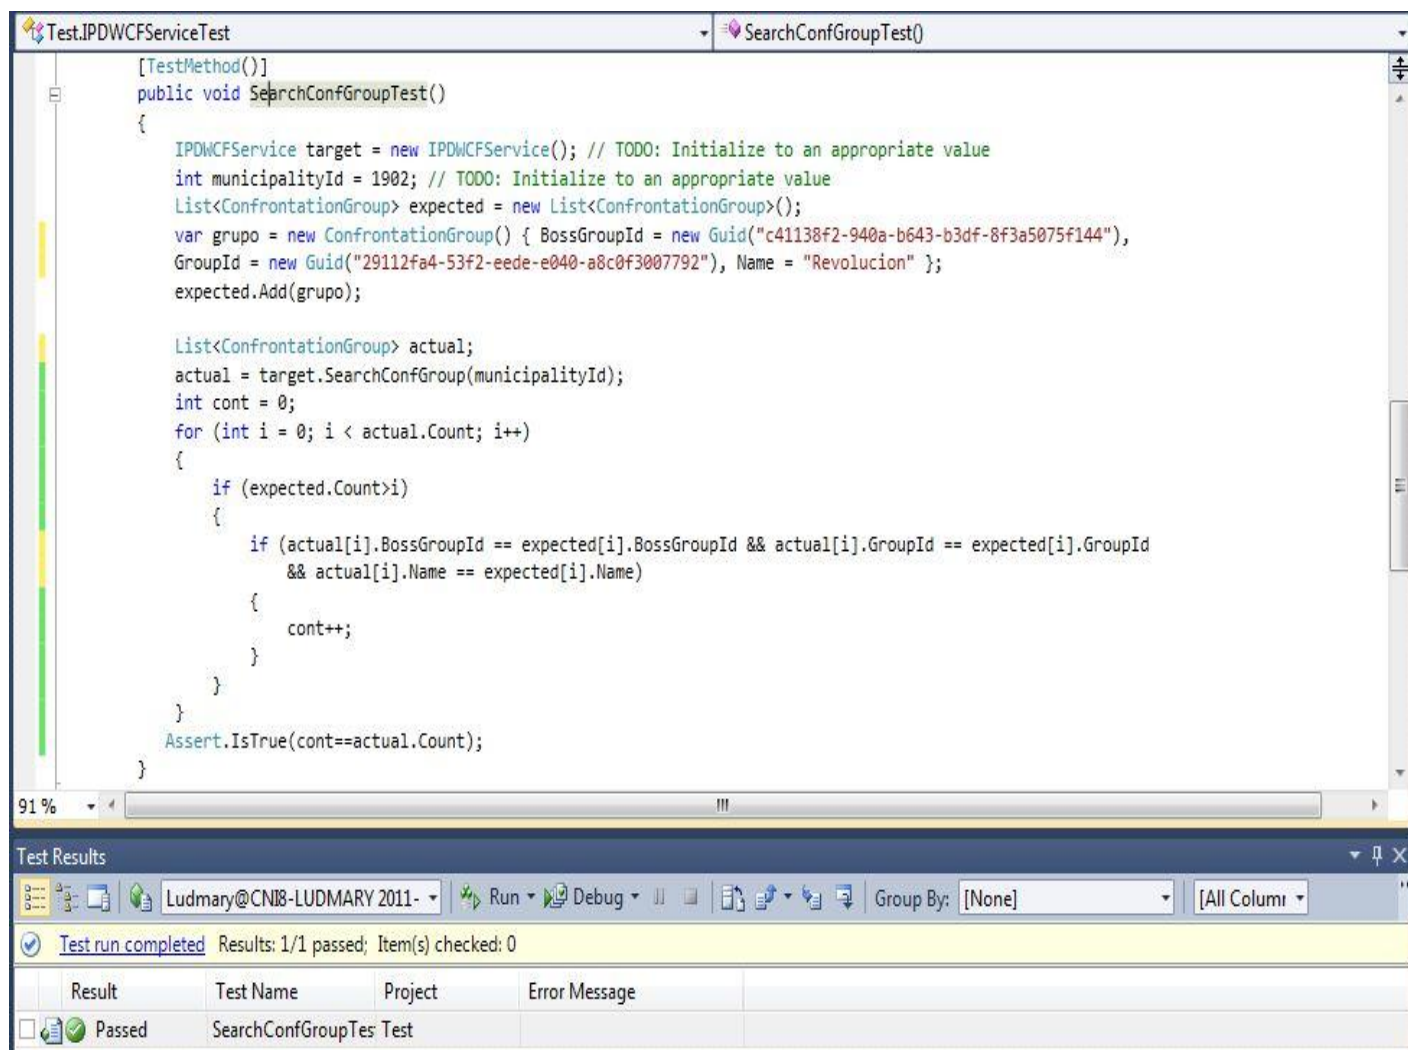 Test.IPDWCFServiceTest SearchConfGroupTest()
[TestMethod()]
public void SearchConfGroupTest()
{
IPDWCFService target = new IPDWCFService(); // TODO: Initialize to an appropriate value
int municipalityId = 1902; // TODO: Initialize to an appropriate value
List<ConfrontationGroup> expected = new List<ConfrontationGroup>();
var grupo = new ConfrontationGroup() { BossGroupId = new Guid("c41138f2-940a-b643-b3df-8f3a5075f144"),
GroupId = new Guid("29112fa4-53f2-eede-e040-a8c0f3007792"), Name = "Revolucion" };
expected.Add(grupo);
List<ConfrontationGroup> actual;
actual = target.SearchConfGroup(municipalityId);
int cont = 0;
for (int i = 0; i < actual.Count; i++)
{
if (expected.Count>i)
{
if (actual[i].BossGroupId == expected[i].BossGroupId && actual[i].GroupId == expected[i].GroupId
&& actual[i].Name == expected[i].Name)
{
cont++;
}
}
}
Assert.IsTrue(cont==actual.Count);
}
91 %
Test Results
Ludmary@CNI8-LUDMARY 2011- Run Debug Group By: [None] [All Colum
Test run completed Results: 1/1 passed; Item(s) checked: 0
Result Test Name Project Error Message
Passed SearchConfGroupTes Test